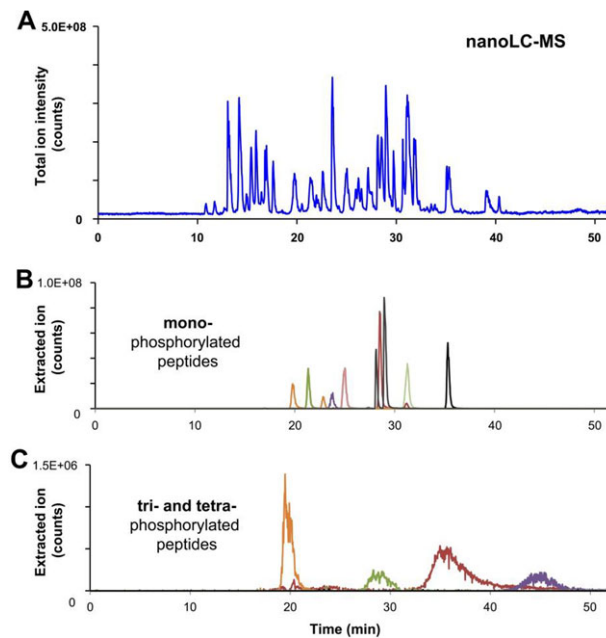 A
nanoLC-MS
5.0E+08
Total ion intensity
(counts)
0
0 10 20 30 40 50
B
1.0E+08
mono-
phosphorylated
peptides
Extracted ion
(counts)
0
0 10 20 30 40 50
C
1.5E+06
tri- and tetra-
phosphorylated
peptides
Extracted ion
(counts)
0
0 10 20 30 40 50
Time (min)